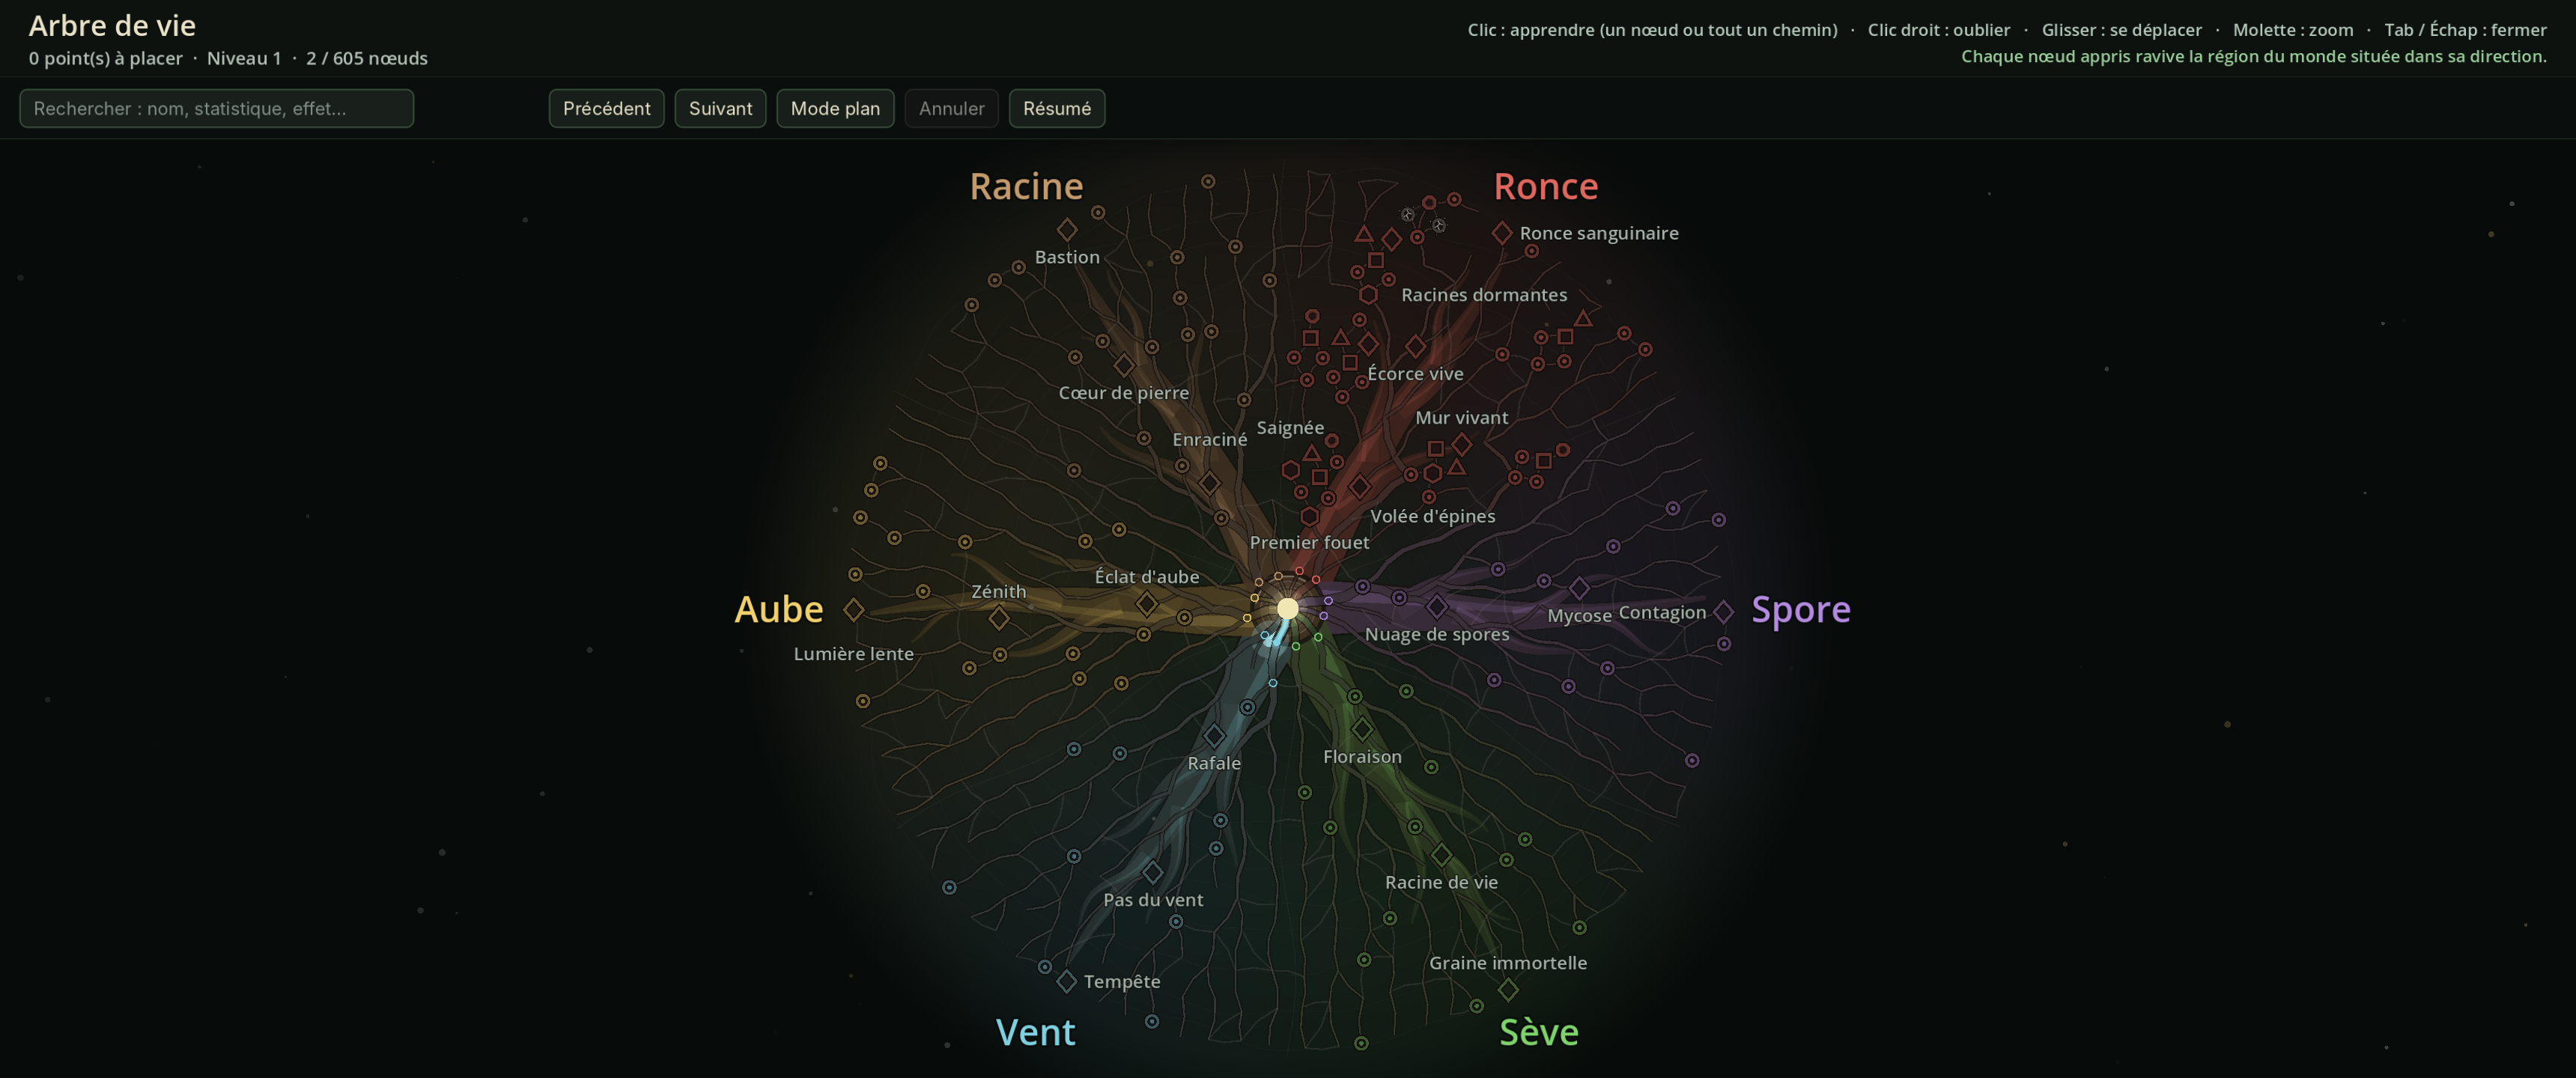 Arbre de vie
0 point(s) à placer · Niveau 1 · 2 / 605 nœuds
Clic : apprendre (un nœud ou tout un chemin) · Clic droit : oublier · Glisser : se déplacer · Molette : zoom · Tab / Échap : fermer
Chaque nœud appris ravive la région du monde située dans sa direction.
Rechercher : nom, statistique, effet...
Précédent
Suivant
Mode plan
Annuler
Résumé
Racine
Ronce
Ronce sanguinaire
Bastion
Racines dormantes
Écorce vive
Cœur de pierre
Mur vivant
Saignée
Enraciné
Volée d'épines
Premier fouet
Éclat d'aube
Zénith
Aube
Spore
Mycose
Contagion
Nuage de spores
Lumière lente
Floraison
Rafale
Racine de vie
Pas du vent
Graine immortelle
Tempête
Vent
Sève